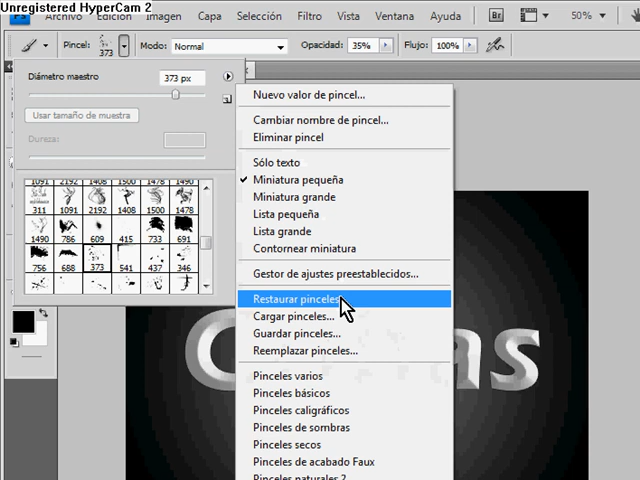 Unregistered HyperCam 2
Ps Archivo Edición Imagen Capa Selección Filtro Vista Ventana Ayuda Br 50%
Pincel: 373 Modo: Normal Opacidad: 35% Flujo: 100%
Diámetro maestro 373 px
Usar tamaño de muestra
Dureza:
1091 2192 1408 1500 1478
311 1091 2192 1408 1500 1478
1490 786 609 415 733 691
756 688 373 541 437 346
Nuevo valor de pincel...
Cambiar nombre de pincel...
Eliminar pincel
Sólo texto
Miniatura pequeña
Miniatura grande
Lista pequeña
Lista grande
Contornear miniatura
Gestor de ajustes preestablecidos...
Restaurar pinceles
Cargar pinceles...
Guardar pinceles...
Reemplazar pinceles...
Pinceles varios
Pinceles básicos
Pinceles caligráficos
Pinceles de sombras
Pinceles secos
Pinceles de acabado Faux
Pinceles naturales 2